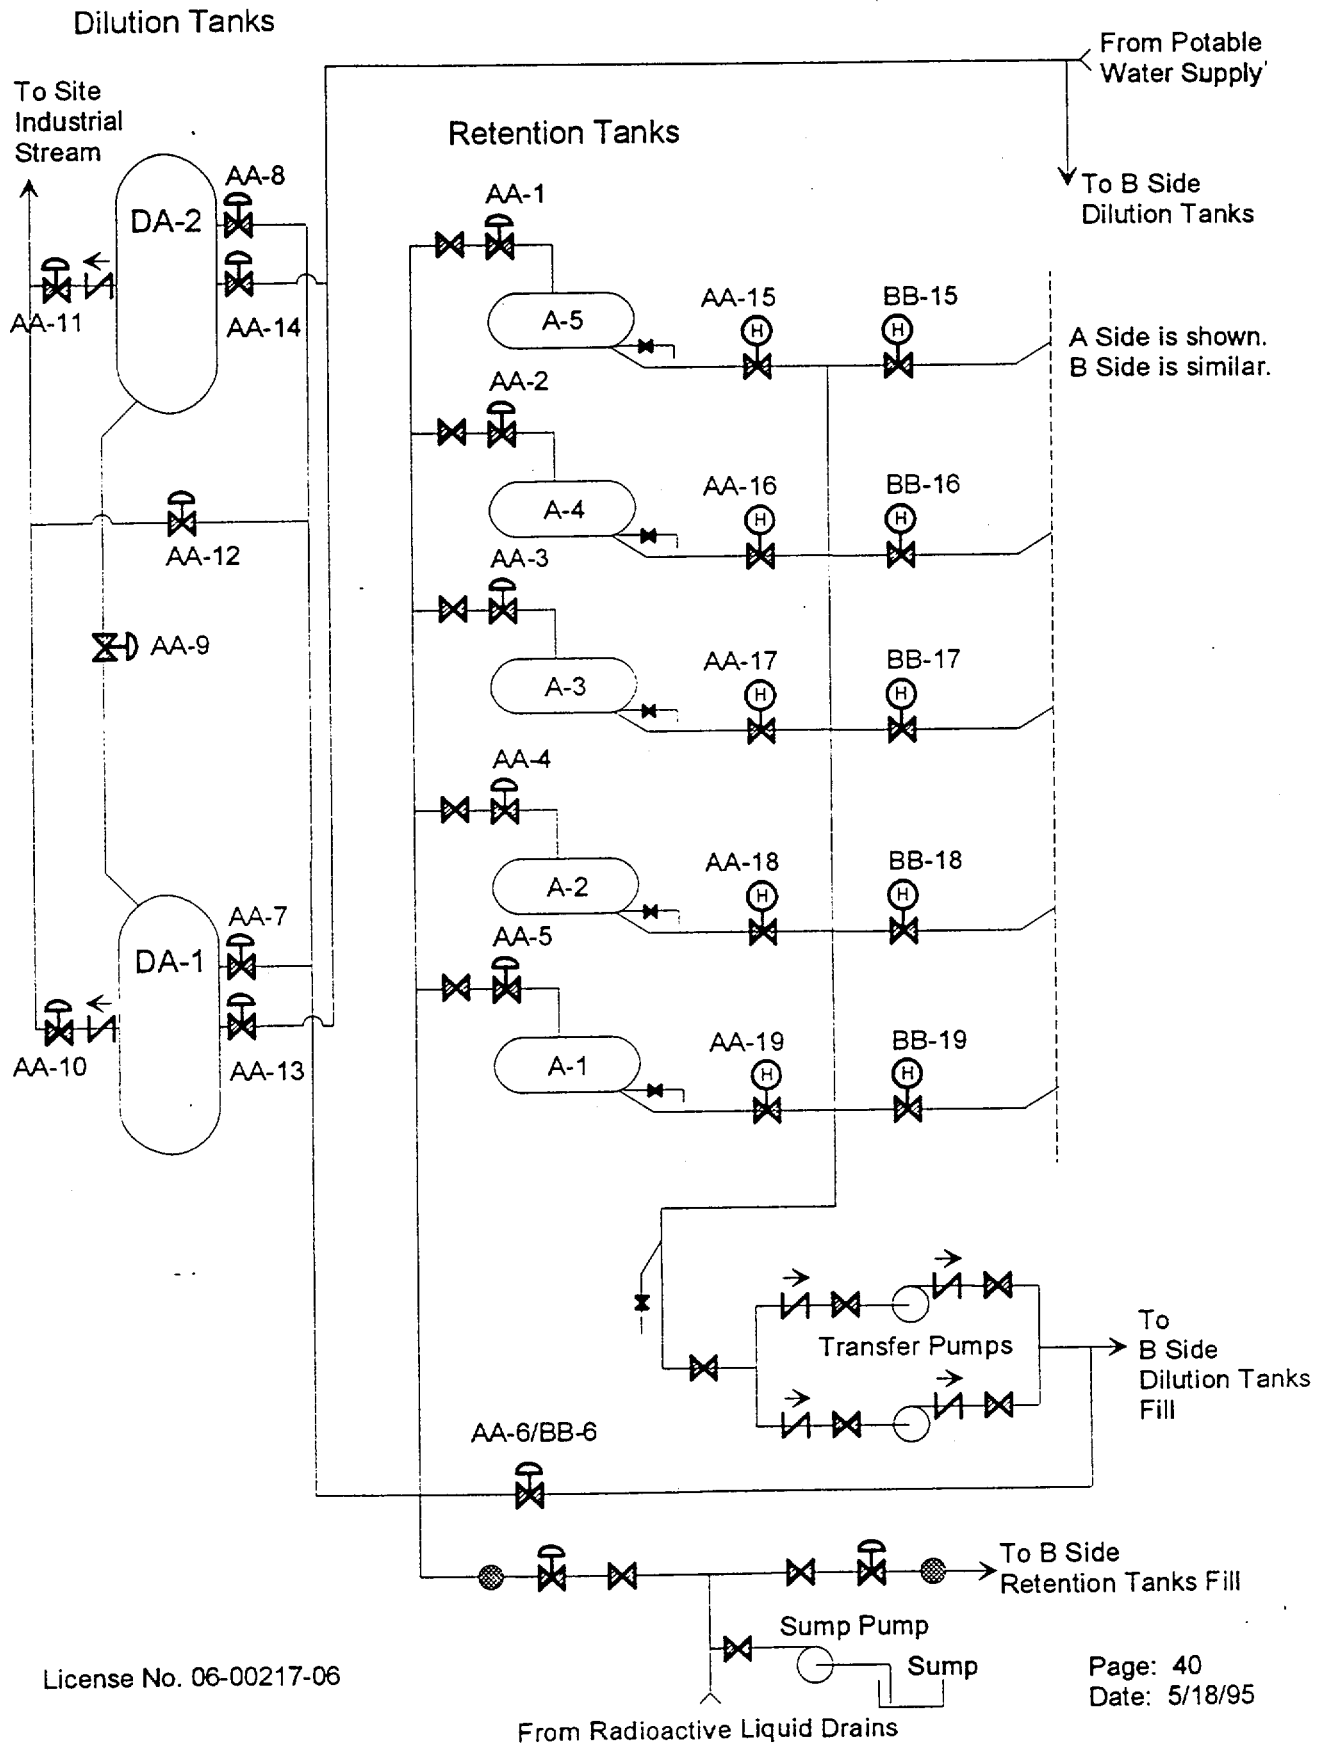 Dilution Tanks
From Potable
Water Supply
To Site
Industrial
Stream
Retention Tanks
AA-8
DA-2
AA-1
To B Side
Dilution Tanks
AA-11
AA-14
A-5
AA-15
BB-15
A Side is shown.
B Side is similar.
H
H
AA-2
A-4
AA-16
BB-16
H
H
AA-12
AA-3
AA-9
A-3
AA-17
BB-17
H
H
AA-4
A-2
AA-18
BB-18
H
H
AA-7
DA-1
AA-5
AA-10
AA-13
A-1
AA-19
BB-19
H
H
Transfer Pumps
To
B Side
Dilution Tanks
Fill
AA-6/BB-6
To B Side
Retention Tanks Fill
Sump Pump
Sump
License No. 06-00217-06
Page: 40
Date: 5/18/95
From Radioactive Liquid Drains